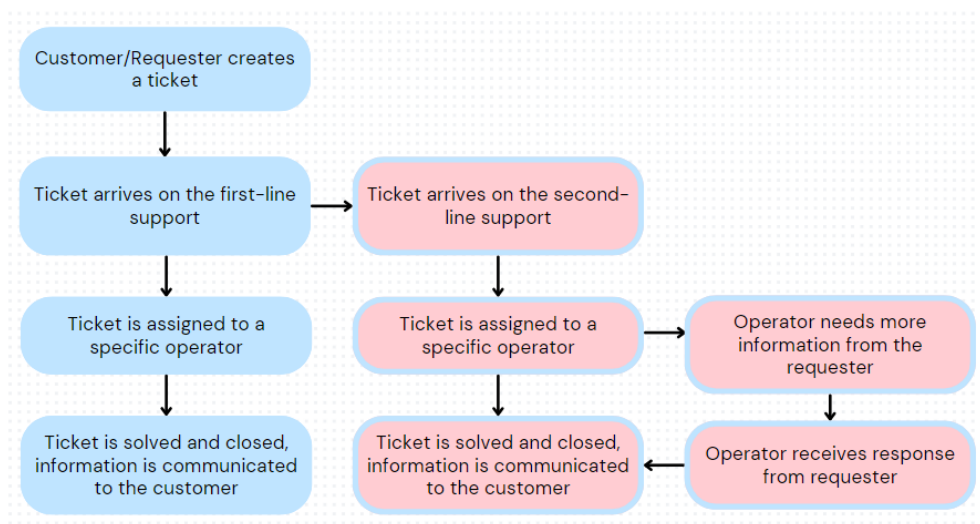 Customer/Requester creates
a ticket
Ticket arrives on the first-line
support
Ticket arrives on the second-
line support
Ticket is assigned to a
specific operator
Ticket is assigned to a
specific operator
Operator needs more
information from the
requester
Ticket is solved and closed,
information is communicated
to the customer
Ticket is solved and closed,
information is communicated
to the customer
Operator receives response
from requester